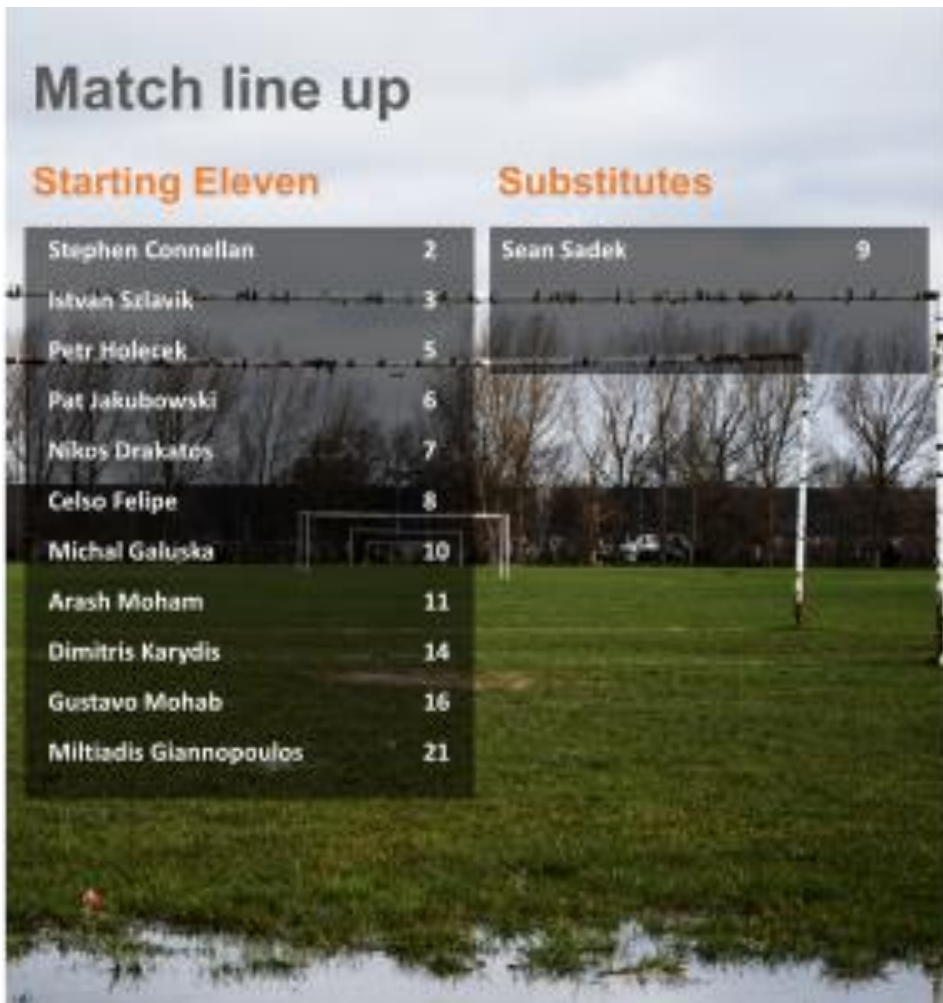 Match line up
Starting Eleven
Stephen Connellan 2
Istvan Szlavik 3
Petr Holecek 5
Pat Jakubowski 6
Nikos Drakatos 7
Celso Felipe 8
Michal Galuska 10
Arash Moham 11
Dimitris Karydis 14
Gustavo Mohab 16
Miltiadis Giannopoulos 21
Substitutes
Sean Sadek 9